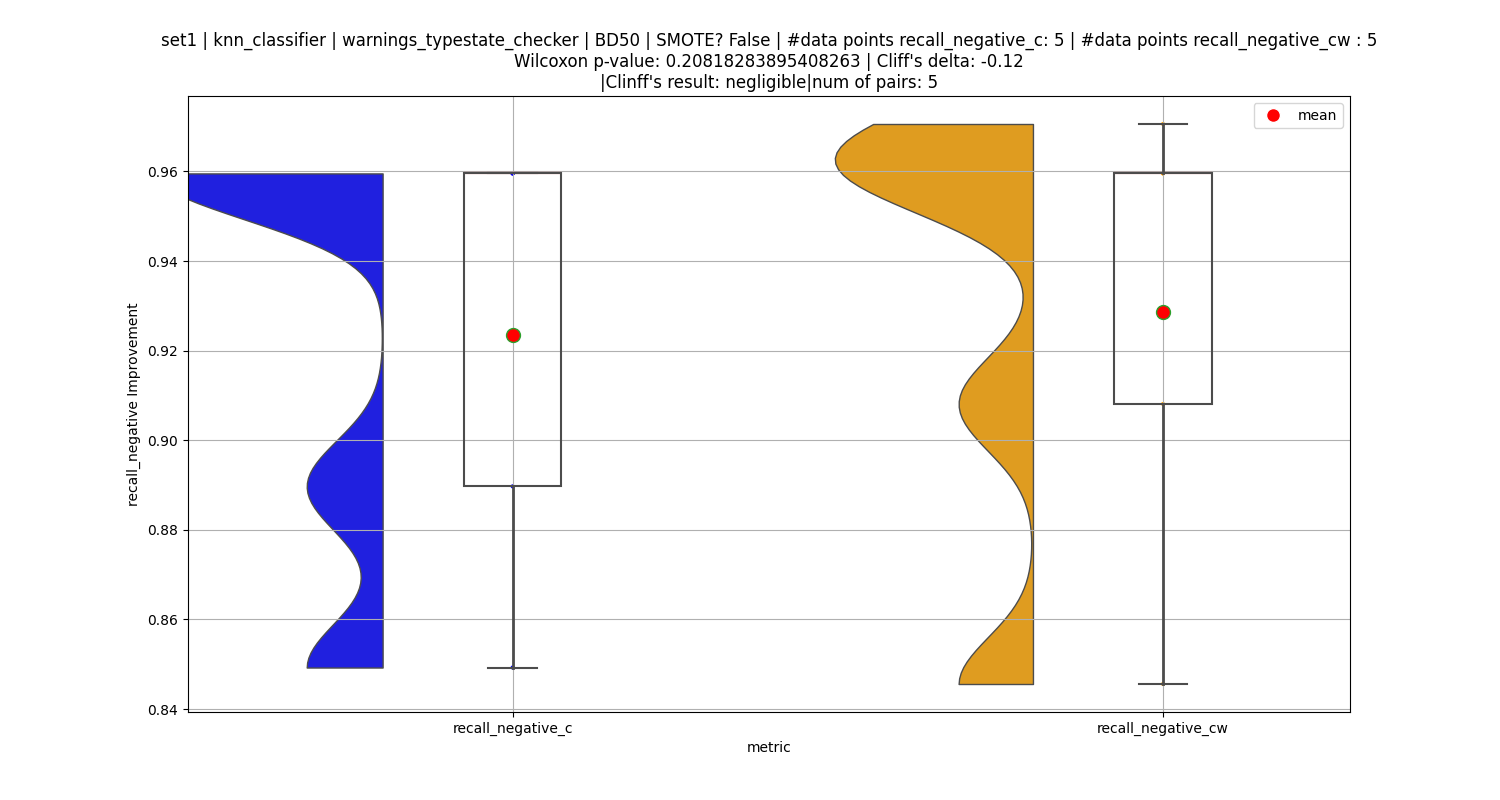 set1 | knn_classifier | warnings_typestate_checker | BD50 | SMOTE? False | #data points recall_negative_c: 5 | #data points recall_negative_cw : 5
Wilcoxon p-value: 0.20818283895408263 | Cliff's delta: -0.12
|Clinff's result: negligible|num of pairs: 5
mean
0.96
0.94
0.92
0.90
0.88
0.86
0.84
recall_negative Improvement
recall_negative_c
recall_negative_cw
metric